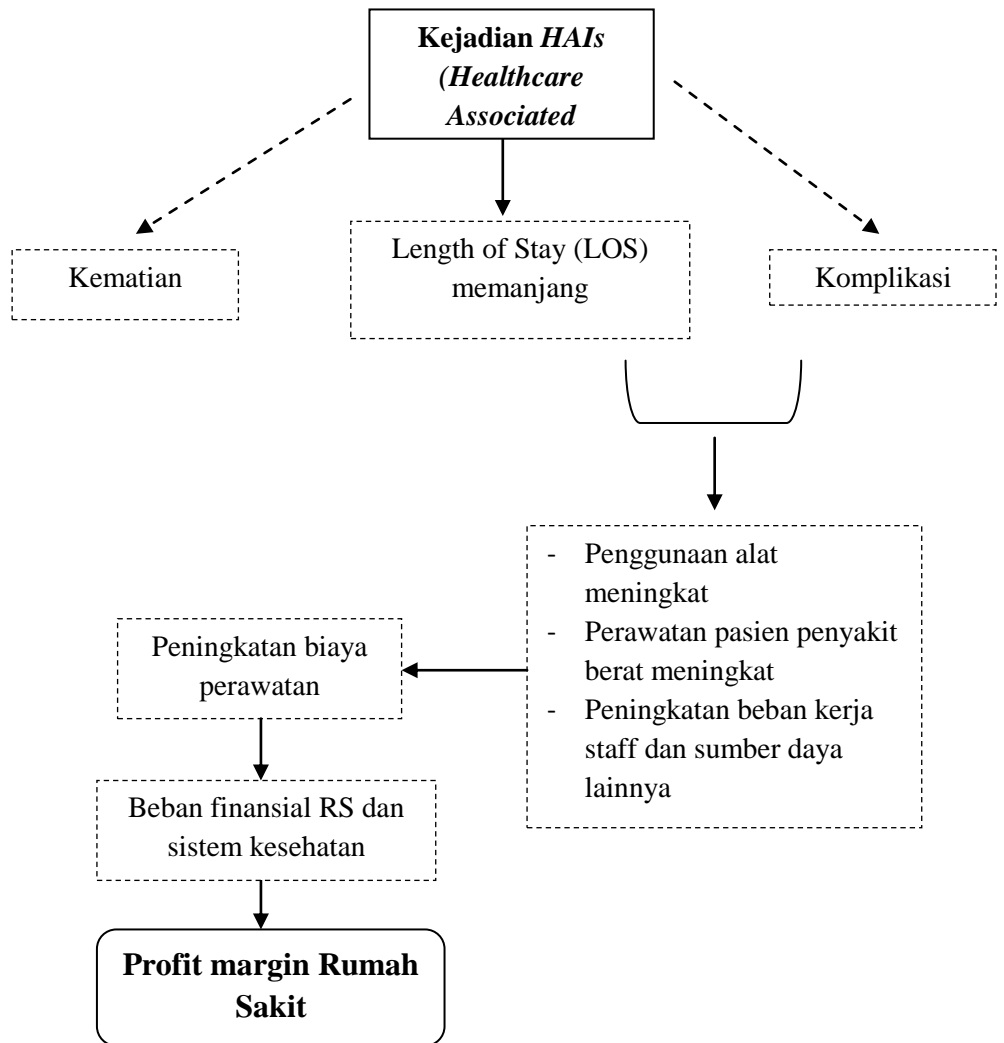 Kejadian HAIs
(Healthcare
Associated
Kematian
Length of Stay (LOS)
memanjang
Komplikasi
- Penggunaan alat
meningkat
- Perawatan pasien penyakit
berat meningkat
- Peningkatan beban kerja
staff dan sumber daya
lainnya
Peningkatan biaya
perawatan
Beban finansial RS dan
sistem kesehatan
Profit margin Rumah
Sakit